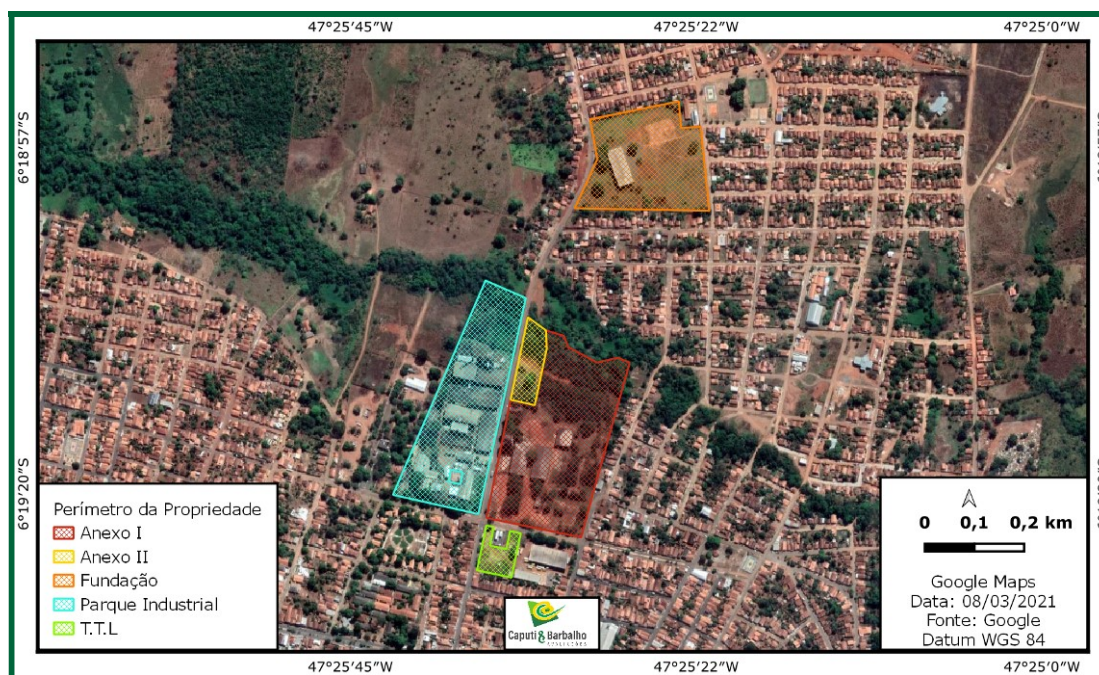 47°25′45″W 47°25′22″W 47°25′0″W
6°18′57″S
6°19′20″S
Perímetro da Propriedade
Anexo I
Anexo II
Fundação
Parque Industrial
T.T.L
0 0,1 0,2 km
Google Maps
Data: 08/03/2021
Fonte: Google
Datum WGS 84
Caputi & Barbalho
AVALIAÇÕES
47°25′45″W 47°25′22″W 47°25′0″W